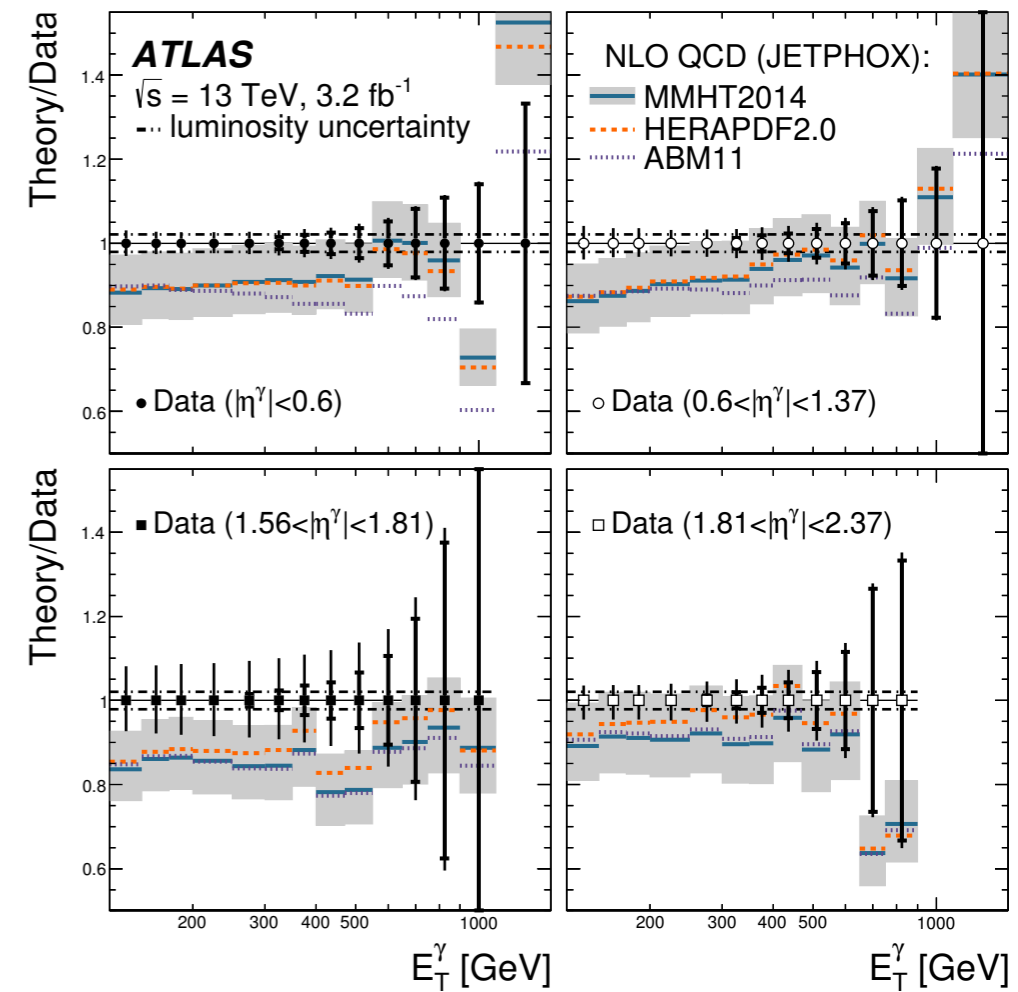 Theory/Data
ATLAS
√s = 13 TeV, 3.2 fb⁻¹
luminosity uncertainty
1.4
1.2
1
0.8
0.6
Data (|η^γ|<0.6)
NLO QCD (JETPHOX):
MMHT2014
HERAPDF2.0
ABM11
Data (0.6<|η^γ|<1.37)
Theory/Data
1.4
1.2
1
0.8
0.6
Data (1.56<|η^γ|<1.81)
200 300 400 500 1000
E_T^γ [GeV]
Data (1.81<|η^γ|<2.37)
200 300 400 500 1000
E_T^γ [GeV]